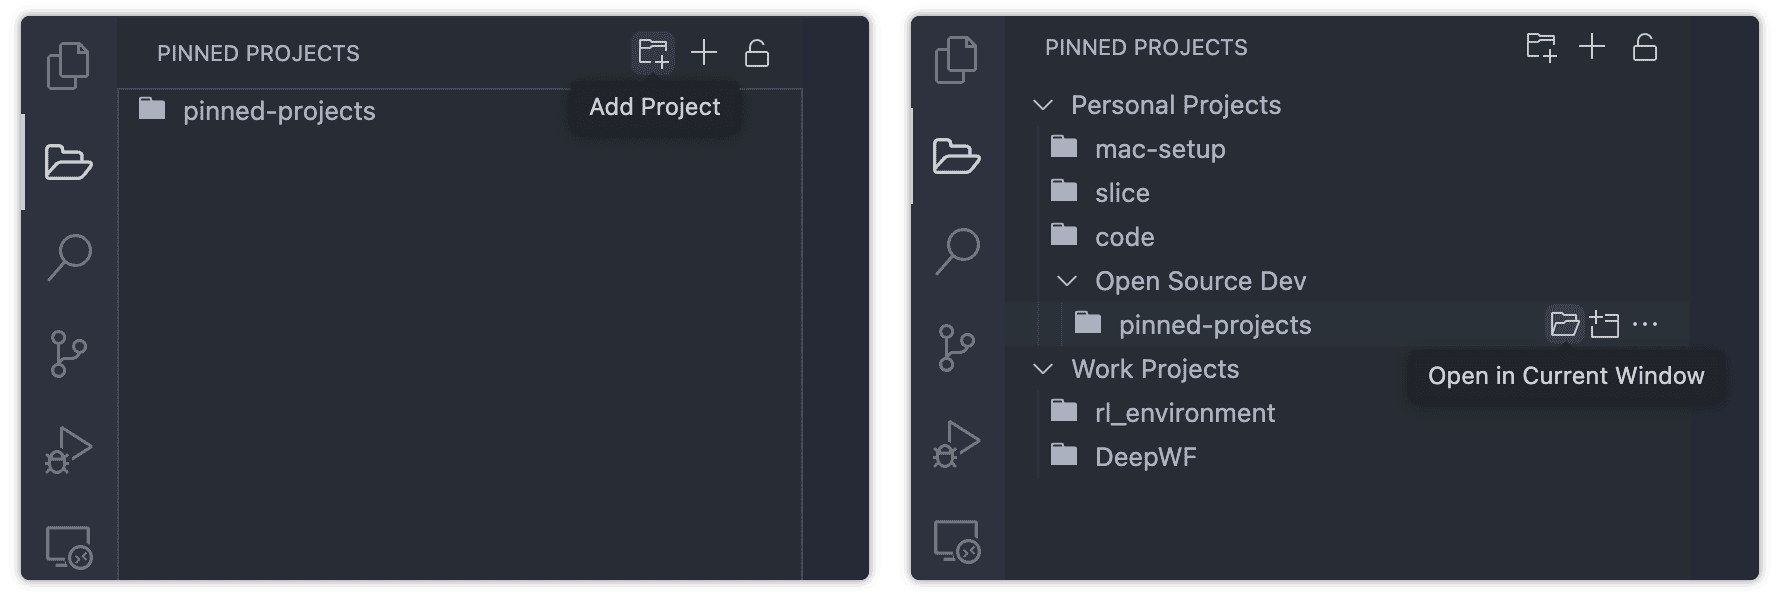 PINNED PROJECTS
Add Project
pinned-projects
PINNED PROJECTS
Personal Projects
mac-setup
slice
code
Open Source Dev
pinned-projects
Open in Current Window
Work Projects
rl_environment
DeepWF